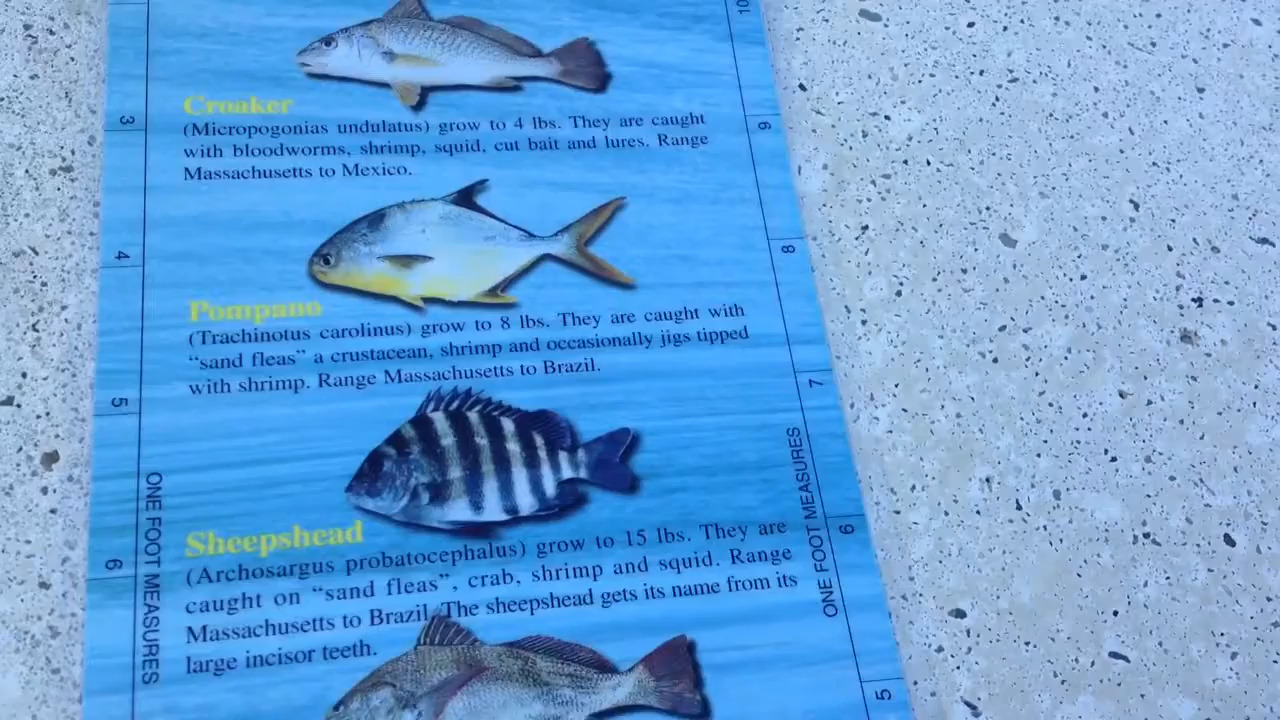 10
Croaker
(Micropogonias undulatus) grow to 4 lbs. They are caught
with bloodworms, shrimp, squid, cut bait and lures. Range
Massachusetts to Mexico.
3
9
4
8
Pompano
(Trachinotus carolinus) grow to 8 lbs. They are caught with
“sand fleas” a crustacean, shrimp and occasionally jigs tipped
with shrimp. Range Massachusetts to Brazil.
5
7
ONE FOOT MEASURES
ONE FOOT MEASURES
Sheepshead
(Archosargus probatocephalus) grow to 15 lbs. They are
caught on “sand fleas”, crab, shrimp and squid. Range
Massachusetts to Brazil. The sheepshead gets its name from its
large incisor teeth.
6
6
5